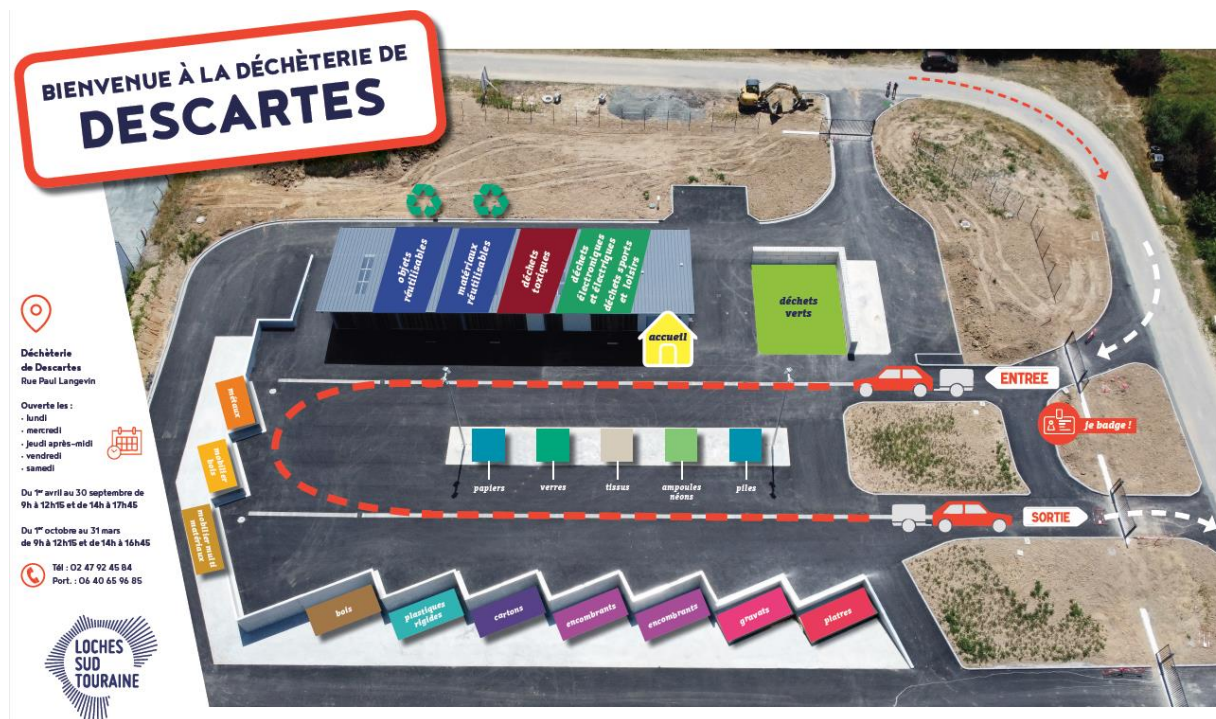 BIENVENUE À LA DÉCHÈTERIE DE
DESCARTES
objets
réutilisables
matériaux
réutilisables
déchets
toxiques
déchets
électroniques
et électriques
déchets sports
et loisirs
accueil
déchets
verts
ENTREE
Je badge !
SORTIE
papiers
verres
tissus
ampoules
néons
piles
métaux
mobilier
bois
mobilier multi
matériaux
bois
plastiques
rigides
cartons
encombrants
encombrants
gravats
platres
Déchèterie
de Descartes
Rue Paul Langevin
Ouverte les :
• lundi
• mercredi
• jeudi après-midi
• vendredi
• samedi
Du 1er avril au 30 septembre de
9h à 12h15 et de 14h à 17h45
Du 1er octobre au 31 mars
de 9h à 12h15 et de 14h à 16h45
Tél : 02 47 92 45 84
Port. : 06 40 65 96 85
LOCHES
SUD
TOURAINE